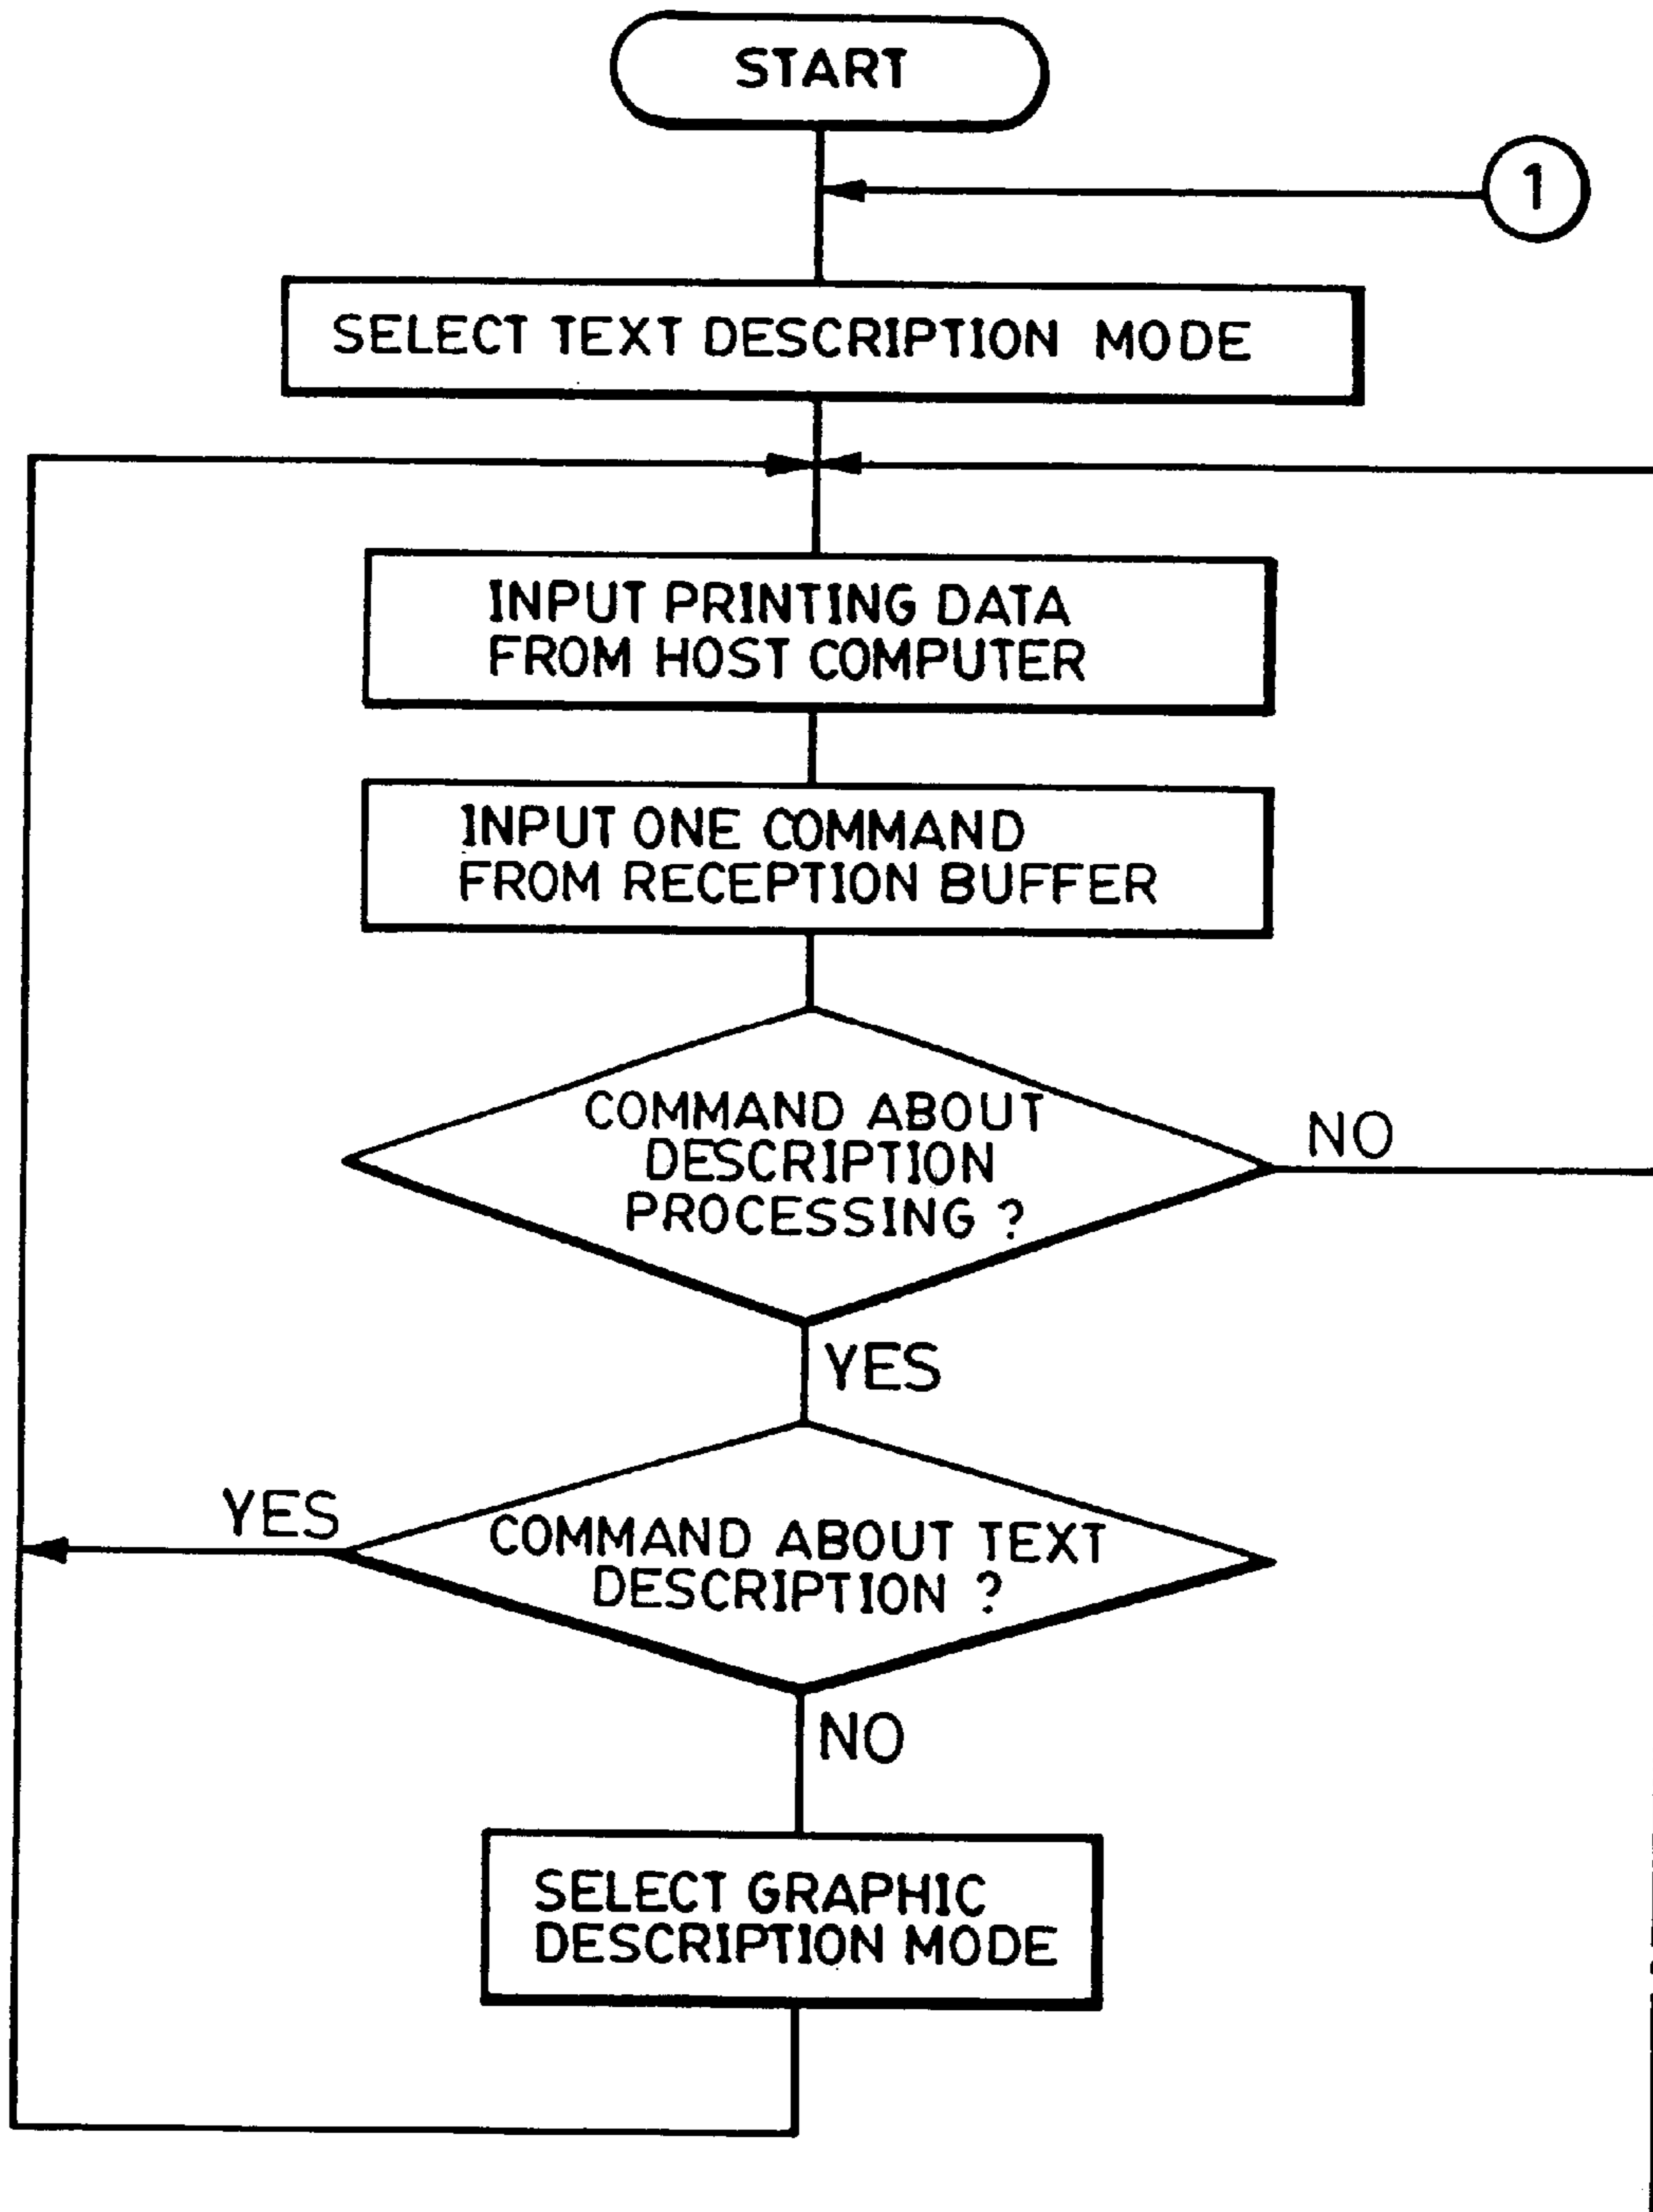 START
1
SELECT TEXT DESCRIPTION MODE
INPUT PRINTING DATA
FROM HOST COMPUTER
INPUT ONE COMMAND
FROM RECEPTION BUFFER
COMMAND ABOUT
DESCRIPTION
PROCESSING ?
NO
YES
YES
COMMAND ABOUT TEXT
DESCRIPTION ?
NO
SELECT GRAPHIC
DESCRIPTION MODE